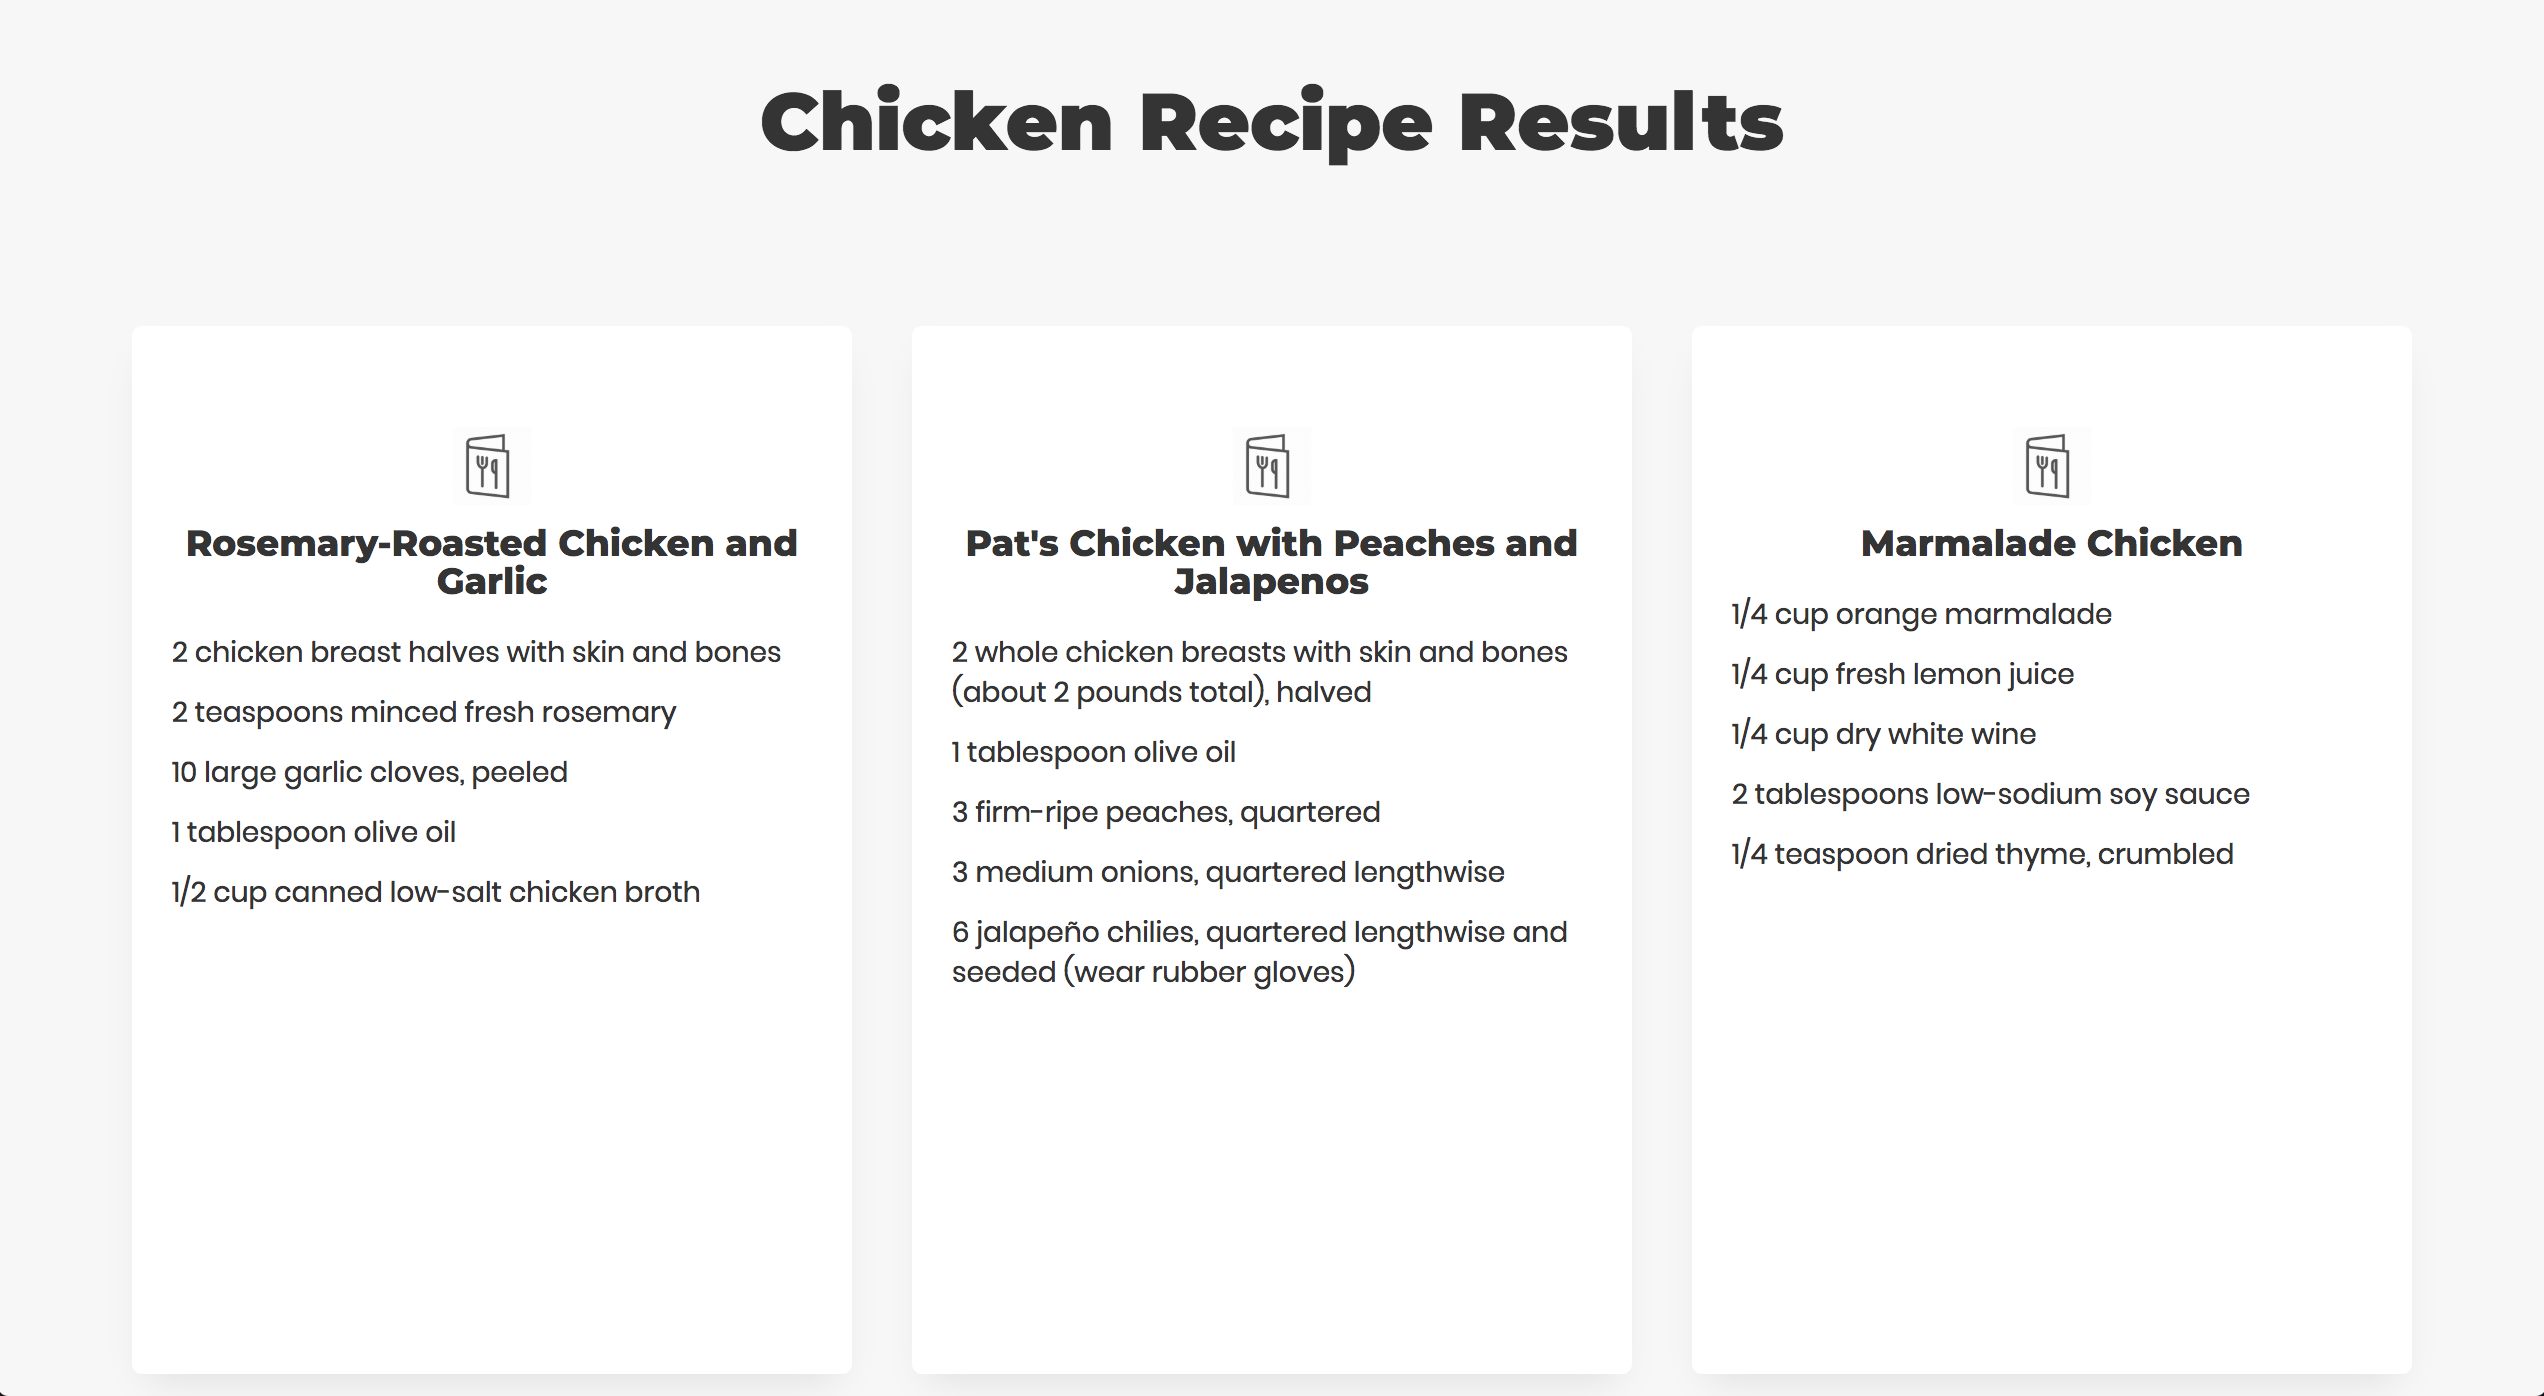 Chicken Recipe Results
Rosemary-Roasted Chicken and
Garlic
2 chicken breast halves with skin and bones
2 teaspoons minced fresh rosemary
10 large garlic cloves, peeled
1 tablespoon olive oil
1/2 cup canned low-salt chicken broth
Pat's Chicken with Peaches and
Jalapenos
2 whole chicken breasts with skin and bones
(about 2 pounds total), halved
1 tablespoon olive oil
3 firm-ripe peaches, quartered
3 medium onions, quartered lengthwise
6 jalapeño chilies, quartered lengthwise and
seeded (wear rubber gloves)
Marmalade Chicken
1/4 cup orange marmalade
1/4 cup fresh lemon juice
1/4 cup dry white wine
2 tablespoons low-sodium soy sauce
1/4 teaspoon dried thyme, crumbled